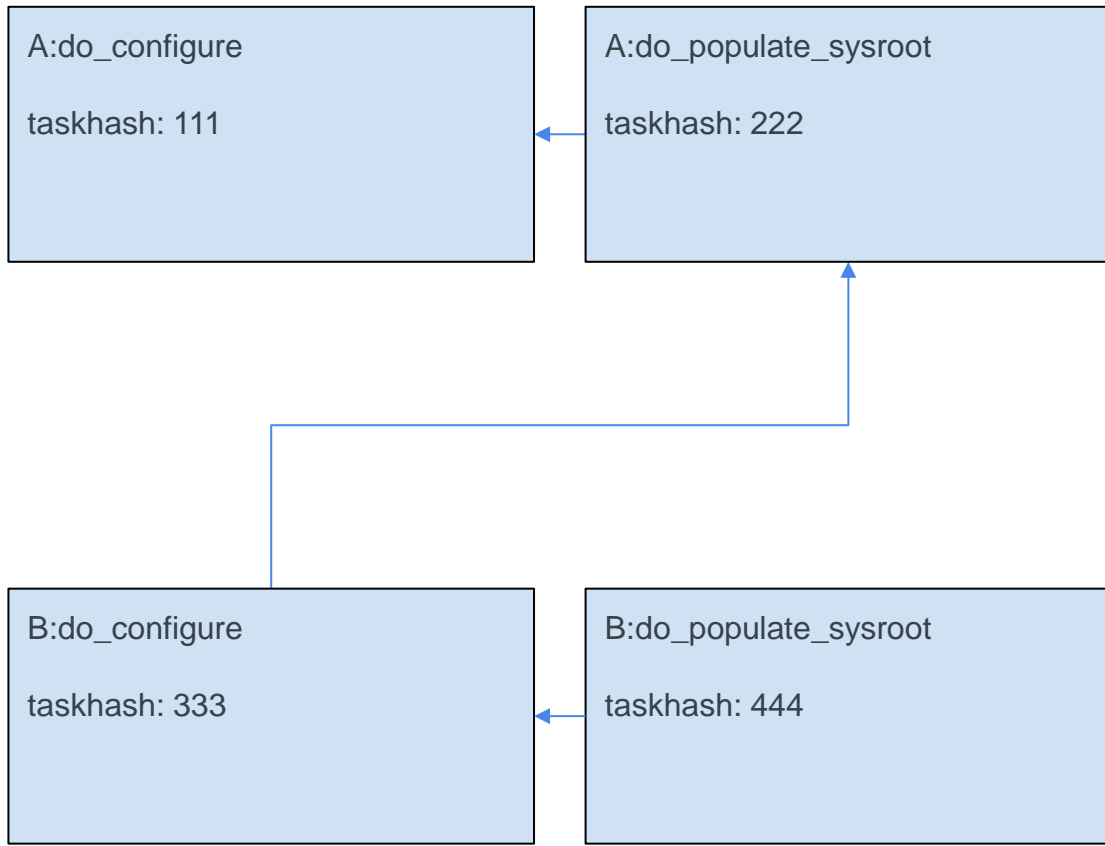 A:do_configure
taskhash: 111
A:do_populate_sysroot
taskhash: 222
B:do_configure
taskhash: 333
B:do_populate_sysroot
taskhash: 444